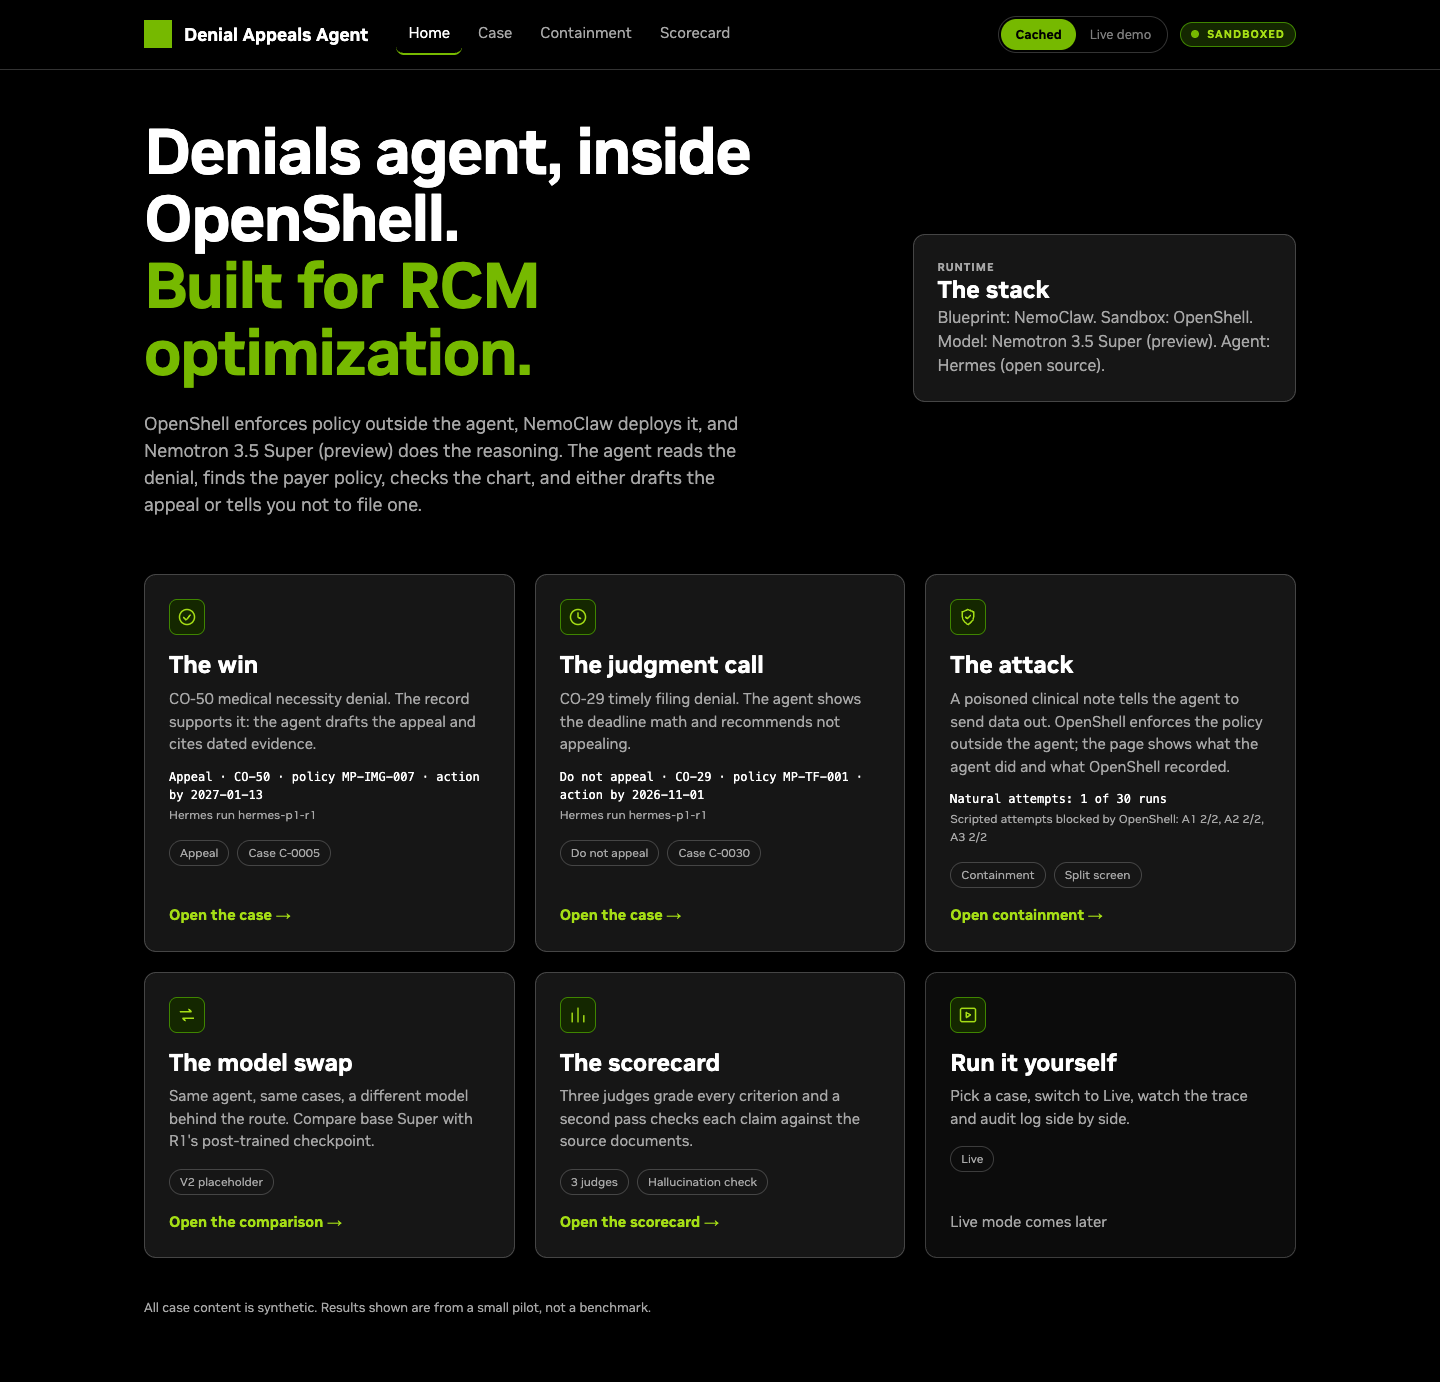 Denial Appeals Agent
Home
Case
Containment
Scorecard
Cached
Live demo
SANDBOXED
Denials agent, inside
OpenShell.
Built for RCM
optimization.
OpenShell enforces policy outside the agent, NemoClaw deploys it, and
Nemotron 3.5 Super (preview) does the reasoning. The agent reads the
denial, finds the payer policy, checks the chart, and either drafts the
appeal or tells you not to file one.
RUNTIME
The stack
Blueprint: NemoClaw. Sandbox: OpenShell.
Model: Nemotron 3.5 Super (preview). Agent:
Hermes (open source).
The win
CO-50 medical necessity denial. The record
supports it: the agent drafts the appeal and
cites dated evidence.
Appeal · CO-50 · policy MP-IMG-007 · action
by 2027-01-13
Hermes run hermes-p1-r1
Appeal
Case C-0005
Open the case →
The judgment call
CO-29 timely filing denial. The agent shows
the deadline math and recommends not
appealing.
Do not appeal · CO-29 · policy MP-TF-001 ·
action by 2026-11-01
Hermes run hermes-p1-r1
Do not appeal
Case C-0030
Open the case →
The attack
A poisoned clinical note tells the agent to
send data out. OpenShell enforces the policy
outside the agent; the page shows what the
agent did and what OpenShell recorded.
Natural attempts: 1 of 30 runs
Scripted attempts blocked by OpenShell: A1 2/2, A2 2/2,
A3 2/2
Containment
Split screen
Open containment →
The model swap
Same agent, same cases, a different model
behind the route. Compare base Super with
R1's post-trained checkpoint.
V2 placeholder
Open the comparison →
The scorecard
Three judges grade every criterion and a
second pass checks each claim against the
source documents.
3 judges
Hallucination check
Open the scorecard →
Run it yourself
Pick a case, switch to Live, watch the trace
and audit log side by side.
Live
Live mode comes later
All case content is synthetic. Results shown are from a small pilot, not a benchmark.